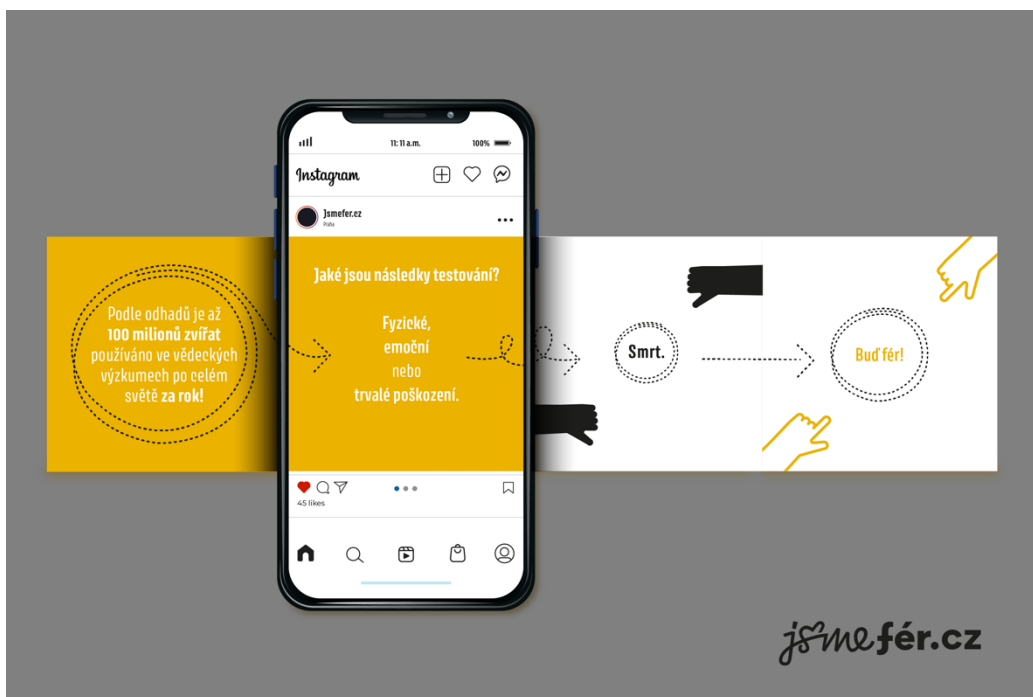 11:11 a.m.
100%
Instagram
Jsmefer.cz
Praha
Podle odhadů je až
100 milionů zvířat
používáno ve vědeckých
výzkumech po celém
světě za rok!
Jaké jsou následky testování?
Fyzické,
emoční
nebo
trvalé poškození.
Smrt.
Buď fér!
45 likes
jsme fér.cz